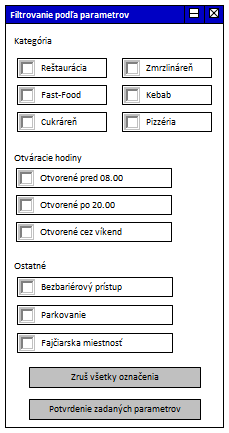 Filtrovanie podľa parametrov
Kategória
Reštaurácia
Zmrzlináreň
Fast-Food
Kebab
Cukráreň
Pizzéria
Otváracie hodiny
Otvorené pred 08.00
Otvorené po 20.00
Otvorené cez víkend
Ostatné
Bezbariérový prístup
Parkovanie
Fajčiarska miestnosť
Zruš všetky označenia
Potvrdenie zadaných parametrov